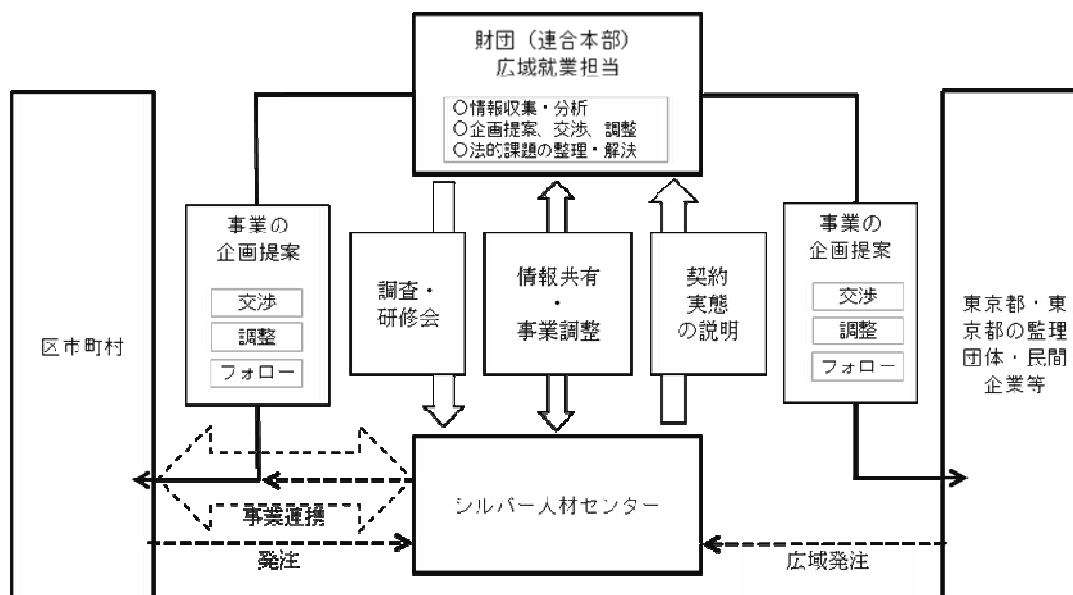 財団（連合本部）
広域就業担当
○情報収集・分析
○企画提案、交渉、調整
○法的課題の整理・解決
事業の
企画提案
交渉
調整
フォロー
調査・
研修会
情報共有
・
事業調整
契約
実態
の説明
事業の
企画提案
交渉
調整
フォロー
区市町村
東京都・東
京都の監理
団体・民間
企業等
シルバー人材センター
事業連携
発注
広域発注